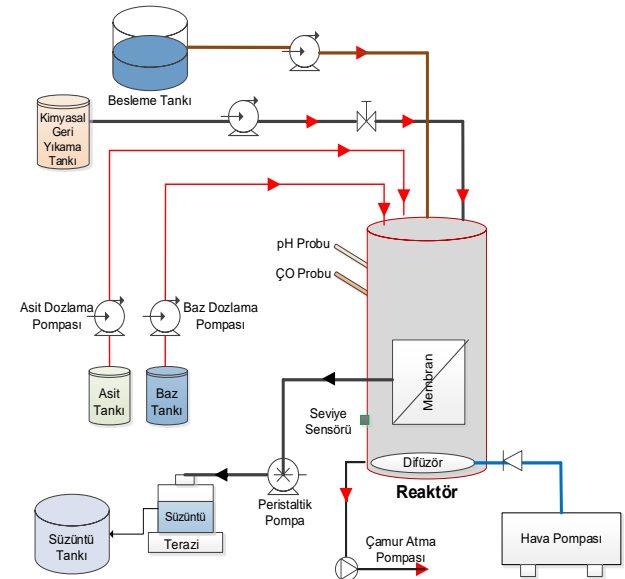 Besleme Tankı
Kimyasal
Geri
Yıkama
Tankı
pH Probu
ÇO Probu
Asit Dozlama
Pompası
Baz Dozlama
Pompası
Asit
Tankı
Baz
Tankı
Membran
Seviye
Sensörü
Difüzör
Reaktör
Peristaltik
Pompa
Süzüntü
Terazi
Süzüntü
Tankı
Çamur Atma
Pompası
Hava Pompası